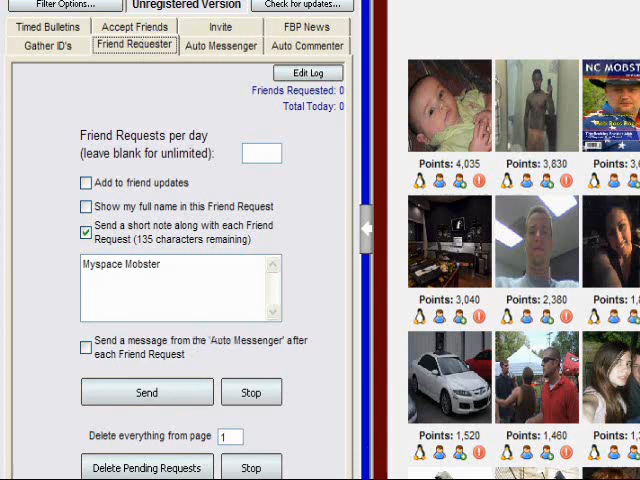 Filter Options...
Unregistered Version
Check for updates...
Timed Bulletins
Accept Friends
Invite
FBP News
Gather ID's
Friend Requester
Auto Messenger
Auto Commenter
Edit Log
Friends Requested: 0
Total Today: 0
Friend Requests per day
(leave blank for unlimited):
Add to friend updates
Show my full name in this Friend Request
Send a short note along with each Friend
Request (135 characters remaining)
Myspace Mobster
Send a message from the 'Auto Messenger' after
each Friend Request
Send
Stop
Delete everything from page
1
Delete Pending Requests
Stop
NC MOBST
Points: 4,035
Points: 3,830
Points: 3,6
Points: 3,040
Points: 2,380
Points: 1,8
Points: 1,520
Points: 1,460
Points: 1,